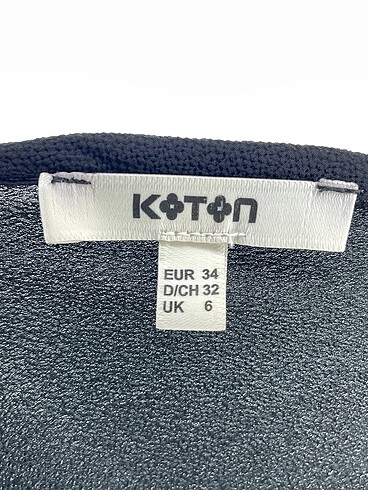 KOTON
EUR 34
D/CH 32
UK 6